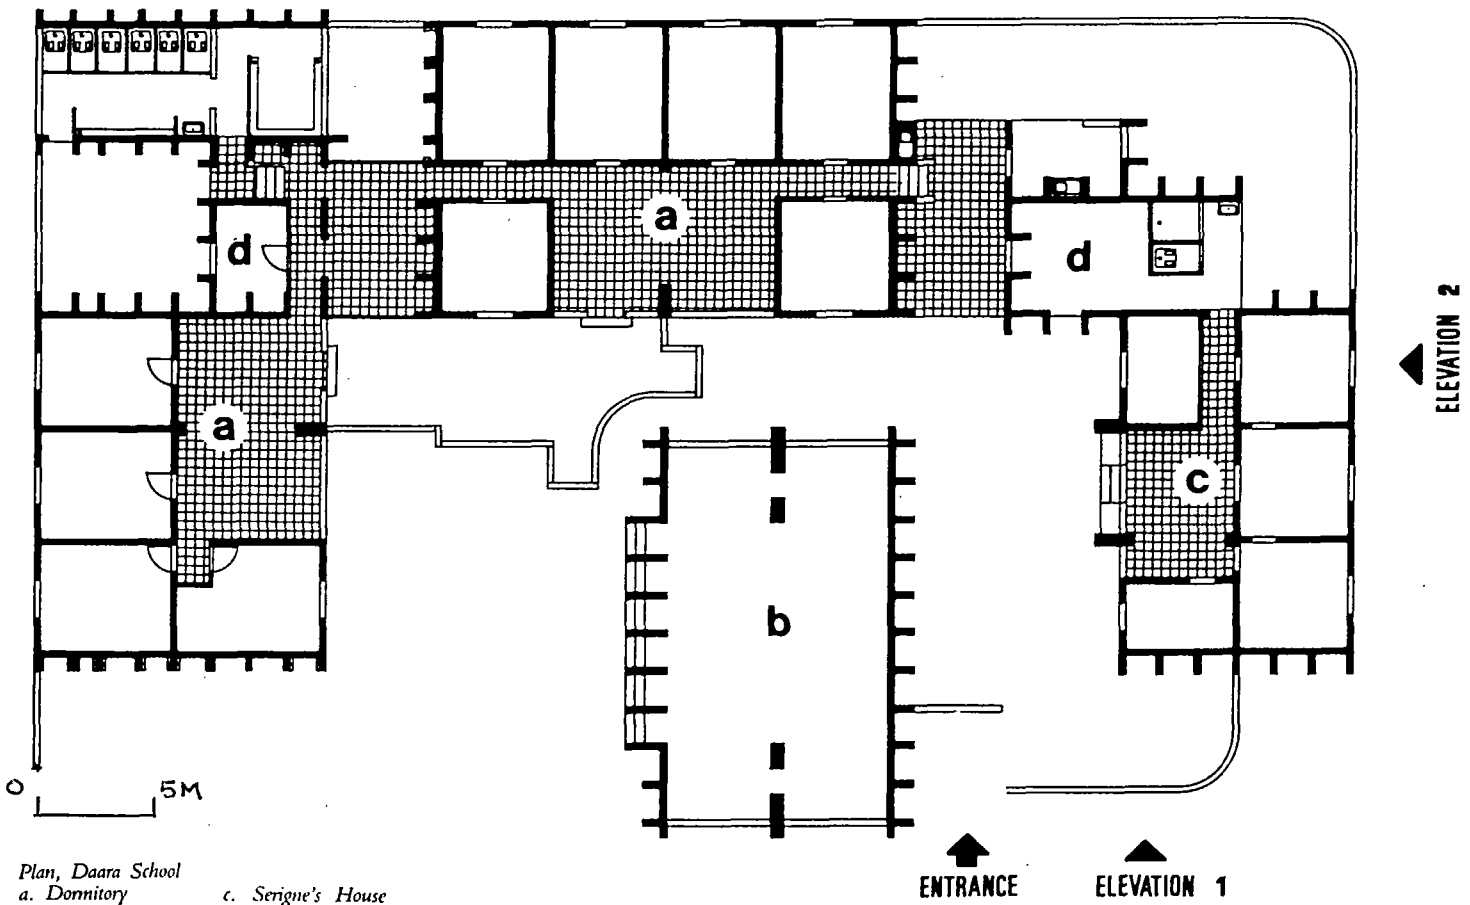 a
d
d
a
c
b
ELEVATION 2
0 5M
ENTRANCE
ELEVATION 1
Plan, Daara School
a. Dormitory c. Serigne's House